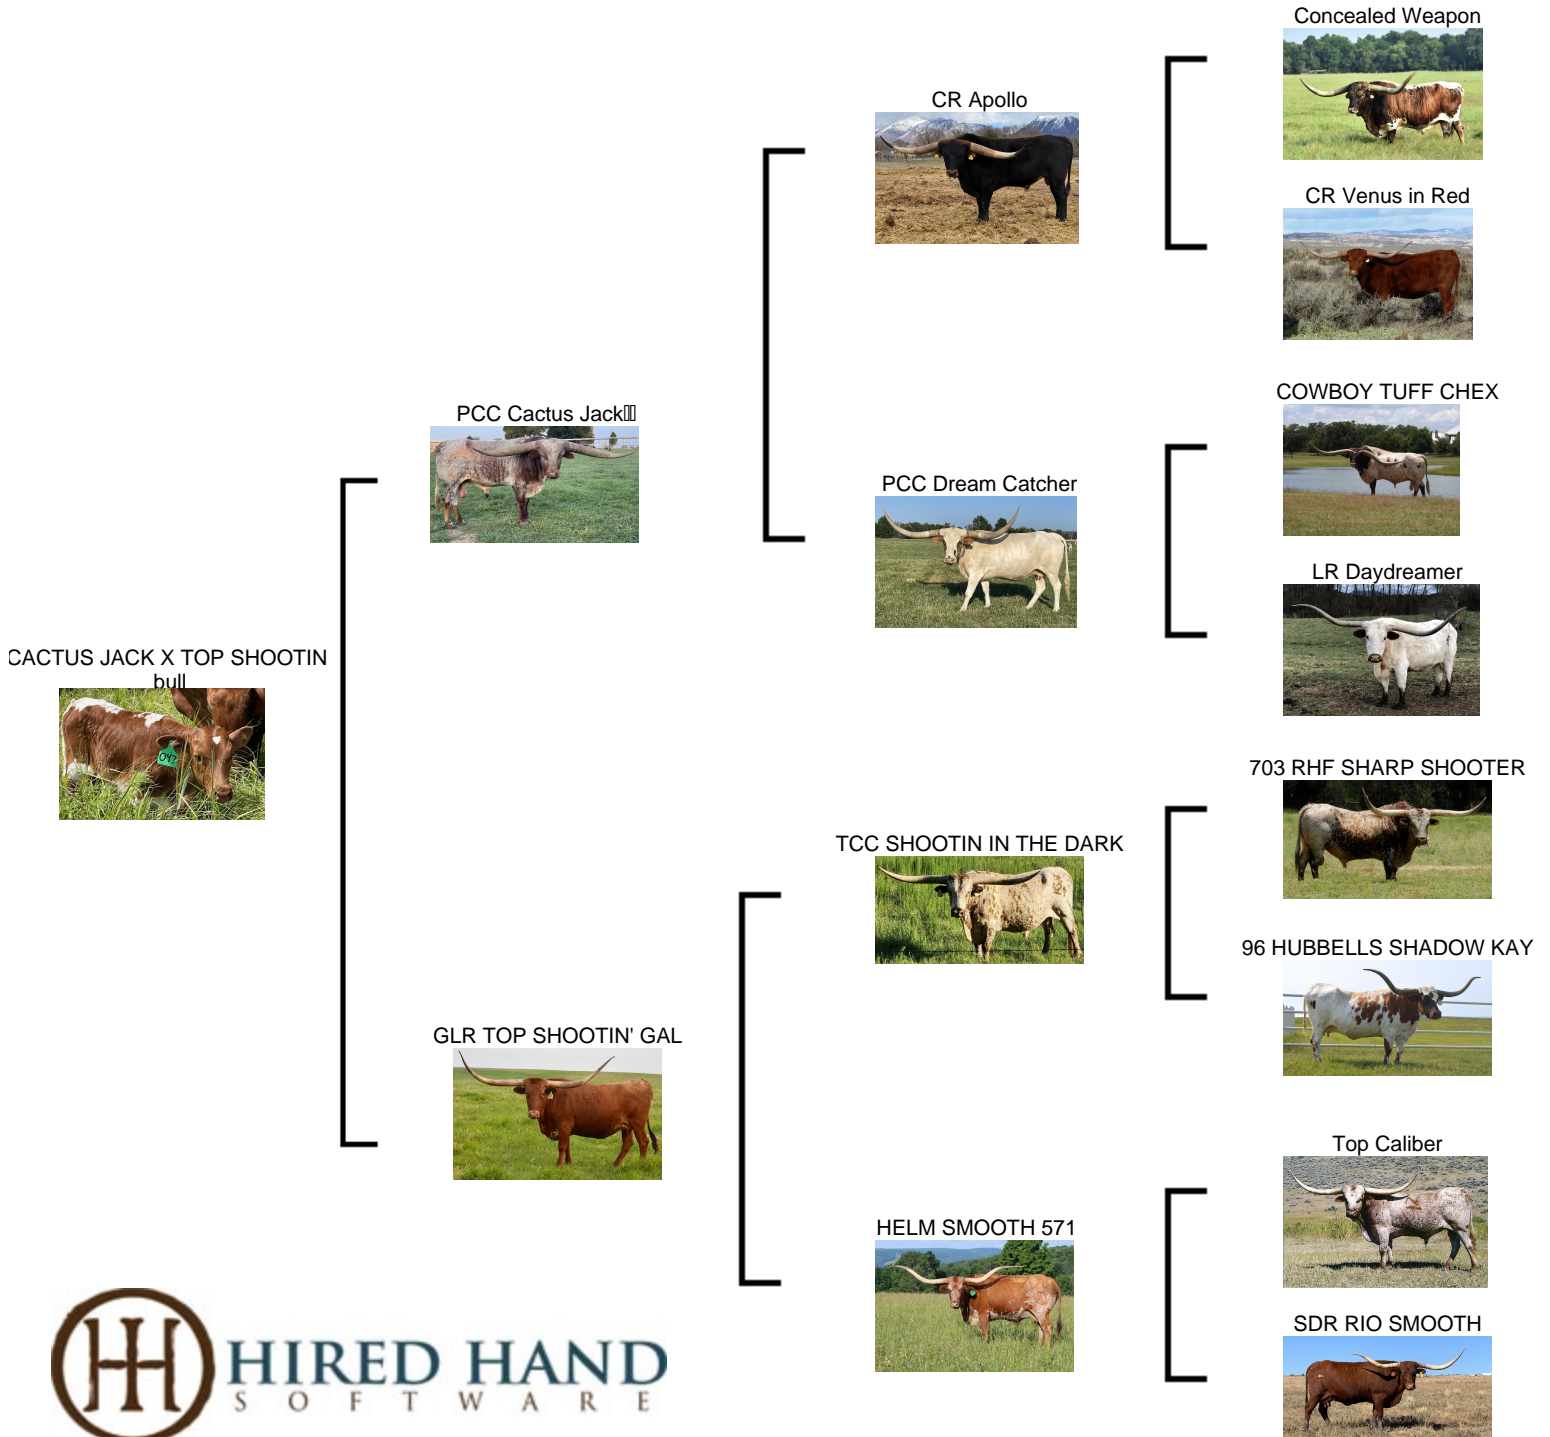 Concealed Weapon
CR Apollo
CR Venus in Red
COWBOY TUFF CHEX
PCC Cactus Jack
PCC Dream Catcher
LR Daydreamer
CACTUS JACK X TOP SHOOTIN
bull
047
703 RHF SHARP SHOOTER
TCC SHOOTIN IN THE DARK
96 HUBBELLS SHADOW KAY
GLR TOP SHOOTIN' GAL
Top Caliber
HELM SMOOTH 571
SDR RIO SMOOTH
HIRED HAND
SOFTWARE